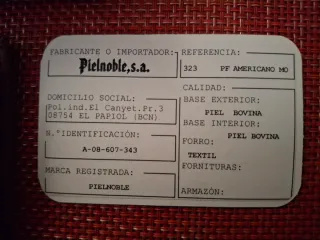 FABRICANTE O IMPORTADOR:
Pielnoble,s.a.
DOMICILIO SOCIAL:
Pol.ind.El Canyet.Pr.3
08754 EL PAPIOL (BCN)
N.°IDENTIFICACIÓN:
A-08-607-343
MARCA REGISTRADA:
PIELNOBLE
REFERENCIA:
323 PF AMERICANO MO
CALIDAD:
BASE EXTERIOR:
PIEL BOVINA
BASE INTERIOR:
PIEL BOVINA
FORRO:
TEXTIL
FORNITURAS:
ARMAZÓN: